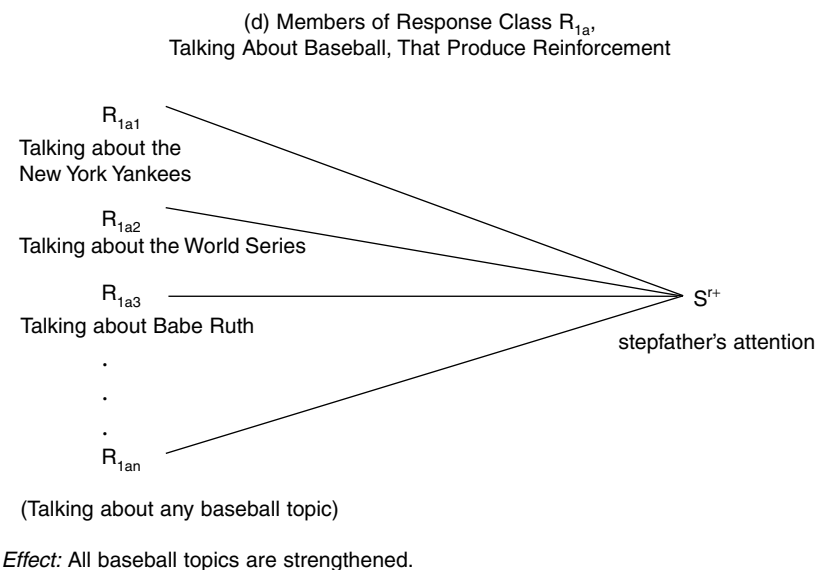 (d) Members of Response Class R1a,
Talking About Baseball, That Produce Reinforcement
R1a1
Talking about the
New York Yankees
R1a2
Talking about the World Series
R1a3
Talking about Babe Ruth
.
.
.
R1an
(Talking about any baseball topic)
Sr+
stepfather's attention
Effect: All baseball topics are strengthened.